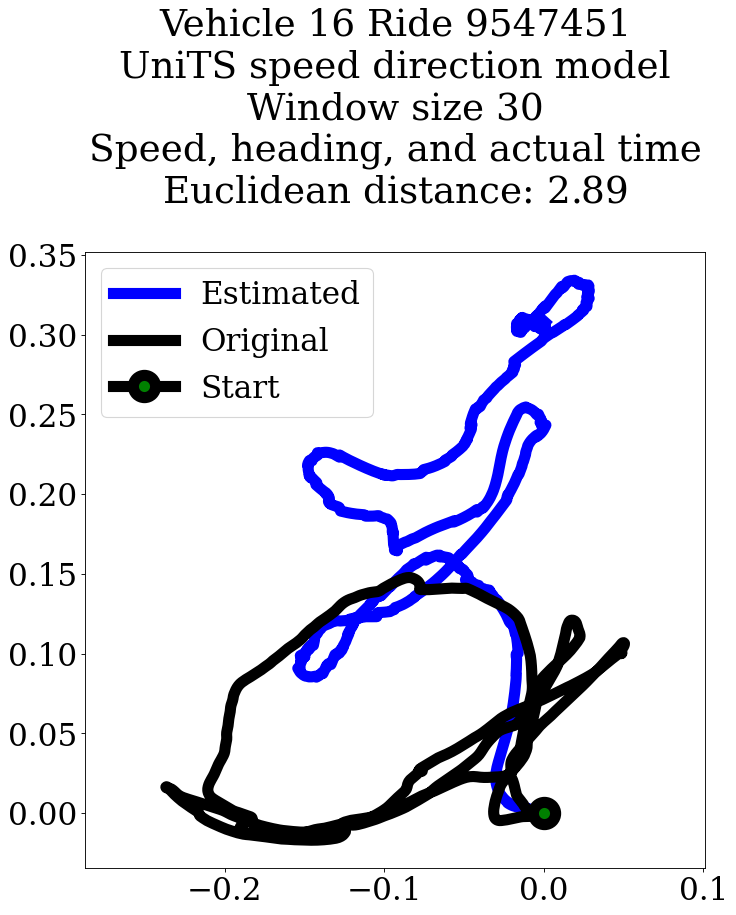 Vehicle 16 Ride 9547451
UniTS speed direction model
Window size 30
Speed, heading, and actual time
Euclidean distance: 2.89
0.35
0.30
0.25
0.20
0.15
0.10
0.05
0.00
Estimated
Original
Start
−0.2
−0.1
0.0
0.1